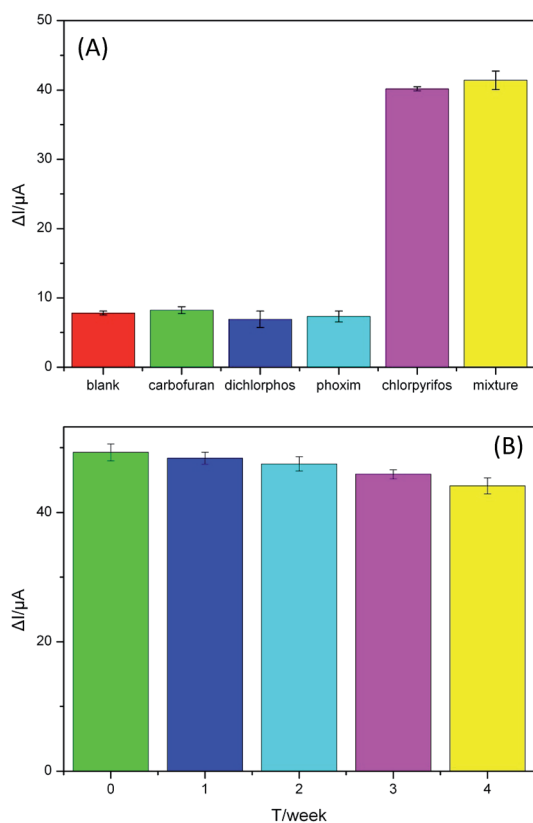 (A)
50
40
30
20
10
0
ΔI/μA
blank carbofuran dichlorphos phoxim chlorpyrifos mixture
(B)
40
20
0
ΔI/μA
0 1 2 3 4
T/week